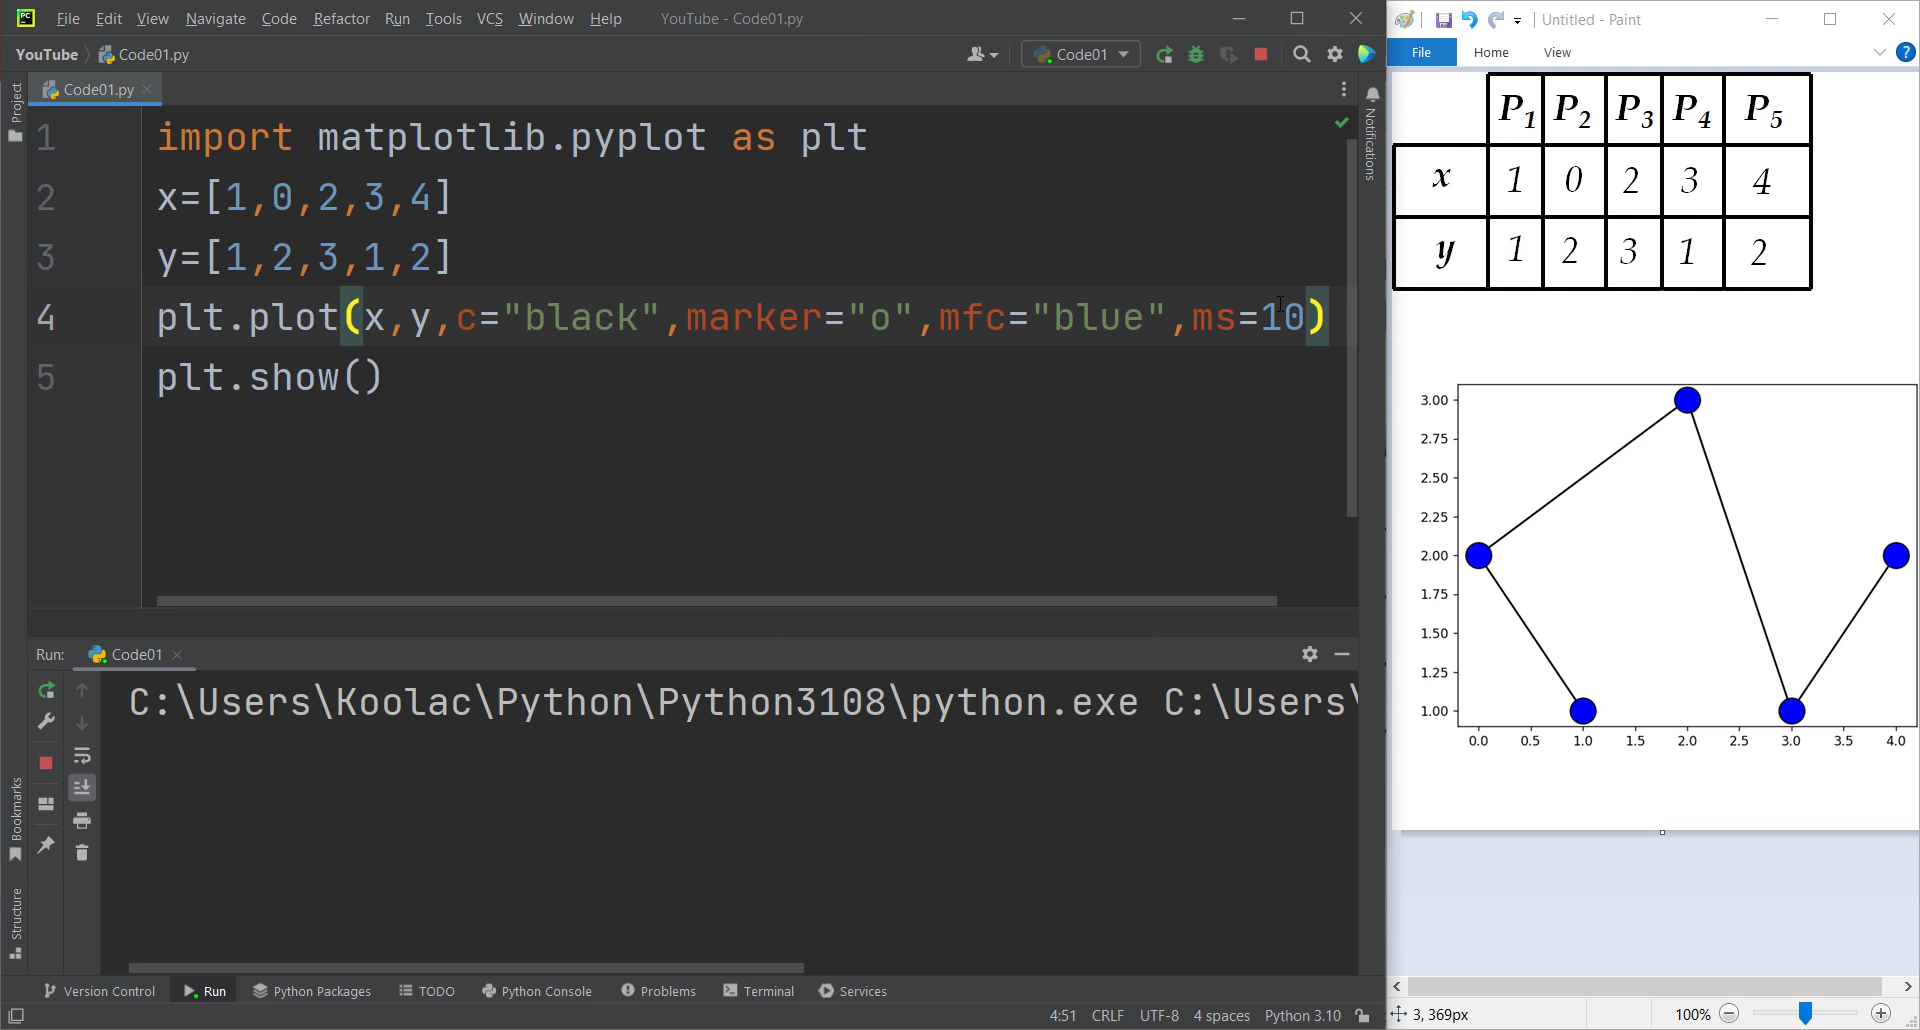 File Edit View Navigate Code Refactor Run Tools VCS Window Help YouTube - Code01.py
YouTube Code01.py Code01
Project
Code01.py
Notifications
1 import matplotlib.pyplot as plt
2 x=[1,0,2,3,4]
3 y=[1,2,3,1,2]
4 plt.plot(x,y,c="black",marker="o",mfc="blue",ms=10)
5 plt.show()
Run: Code01
C:\Users\Koolac\Python\Python3108\python.exe C:\Users\
Bookmarks
Structure
Version Control Run Python Packages TODO Python Console Problems Terminal Services
4:51 CRLF UTF-8 4 spaces Python 3.10
Untitled - Paint
File Home View
P1 P2 P3 P4 P5
x 1 0 2 3 4
y 1 2 3 1 2
3.00
2.75
2.50
2.25
2.00
1.75
1.50
1.25
1.00
0.0 0.5 1.0 1.5 2.0 2.5 3.0 3.5 4.0
3, 369px 100%